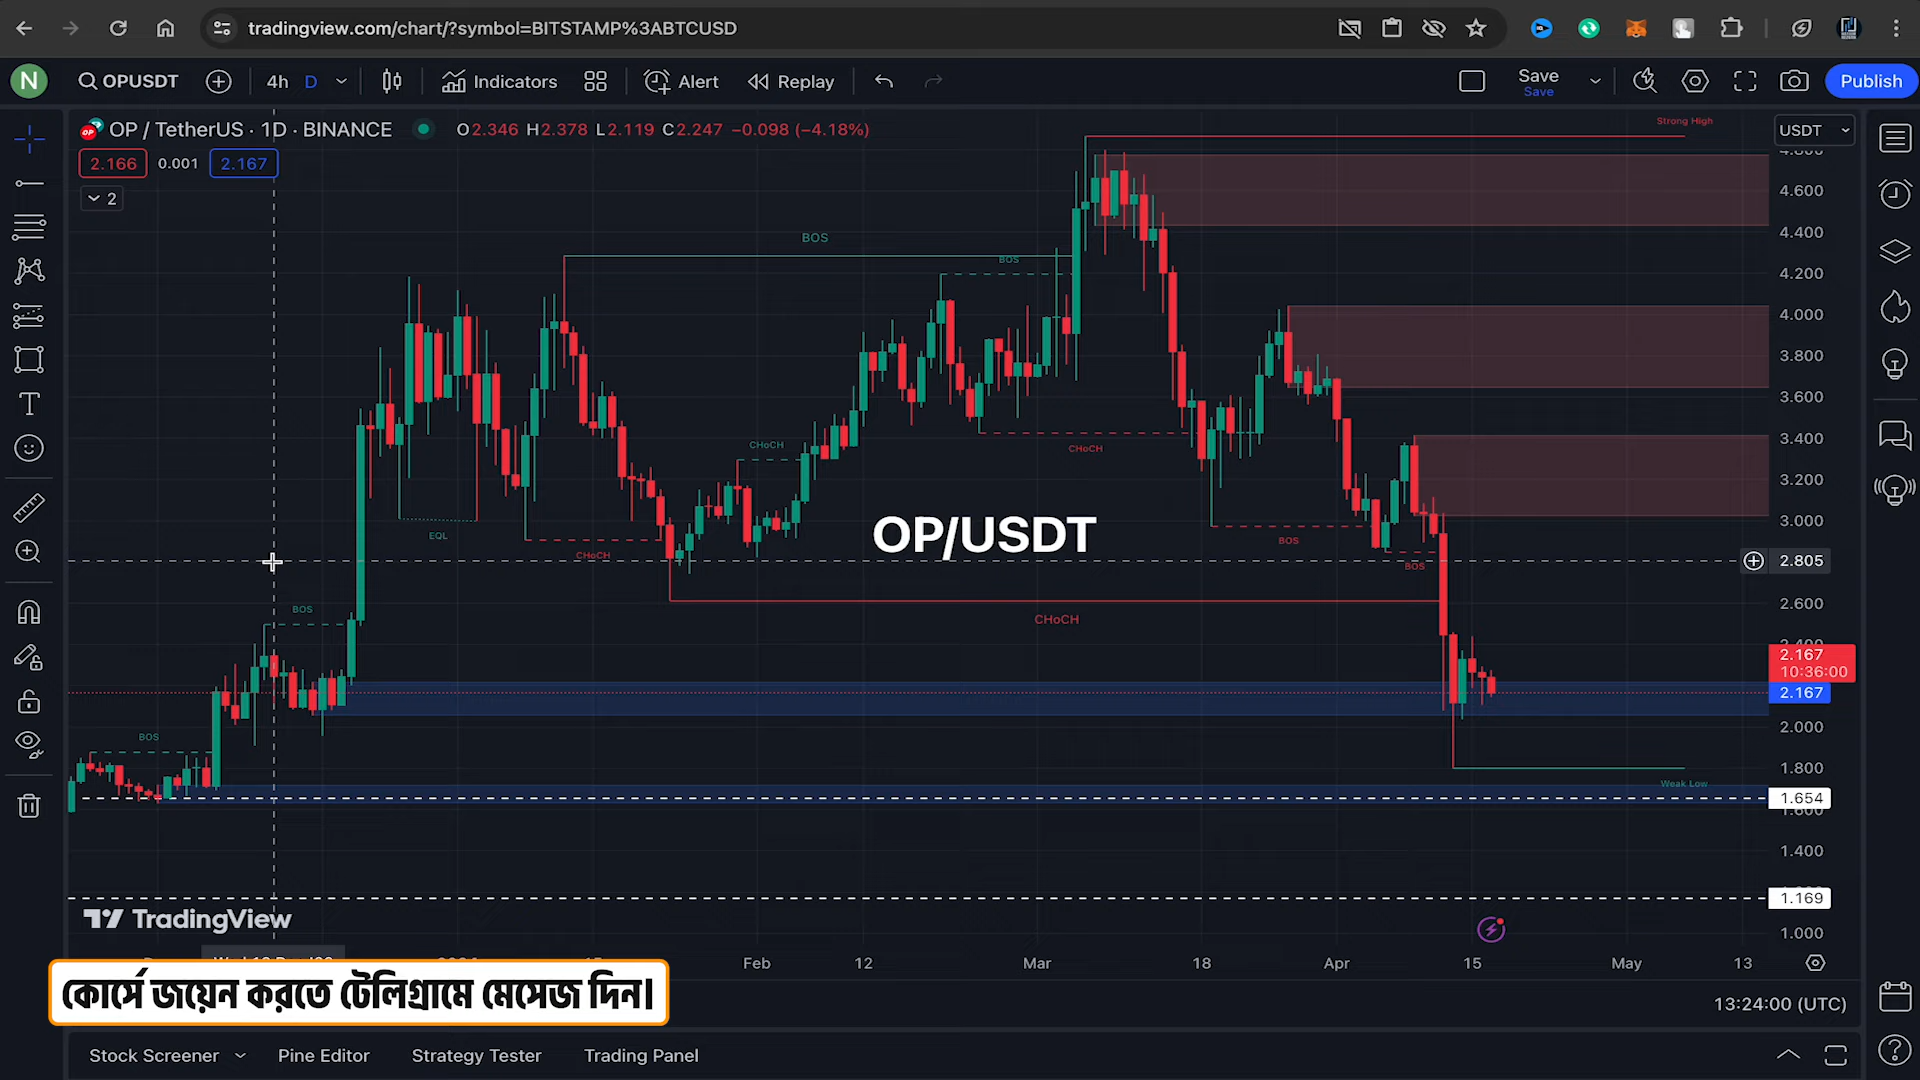 tradingview.com/chart/?symbol=BITSTAMP%3ABTCUSD
N
OPUSDT
4h D
Indicators
Alert
Replay
Save
Save
Publish
OP / TetherUS · 1D · BINANCE
O2.346 H2.378 L2.119 C2.247 −0.098 (−4.18%)
2.166 0.001 2.167
2
USDT
Strong High
4.600
BOS
4.400
BOS
4.200
4.000
3.800
3.600
CHoCH
CHoCH
3.400
3.200
EQL
CHoCH
OP/USDT
BOS
3.000
BOS
2.805
BOS
CHoCH
2.600
2.167
10:36:00
2.167
BOS
2.000
1.800
Weak Low
1.654
1.400
1.169
TradingView
1.000
Feb 12 Mar 18 Apr 15 May 13
কোর্সে জয়েন করতে টেলিগ্রামে মেসেজ দিন।
13:24:00 (UTC)
Stock Screener Pine Editor Strategy Tester Trading Panel